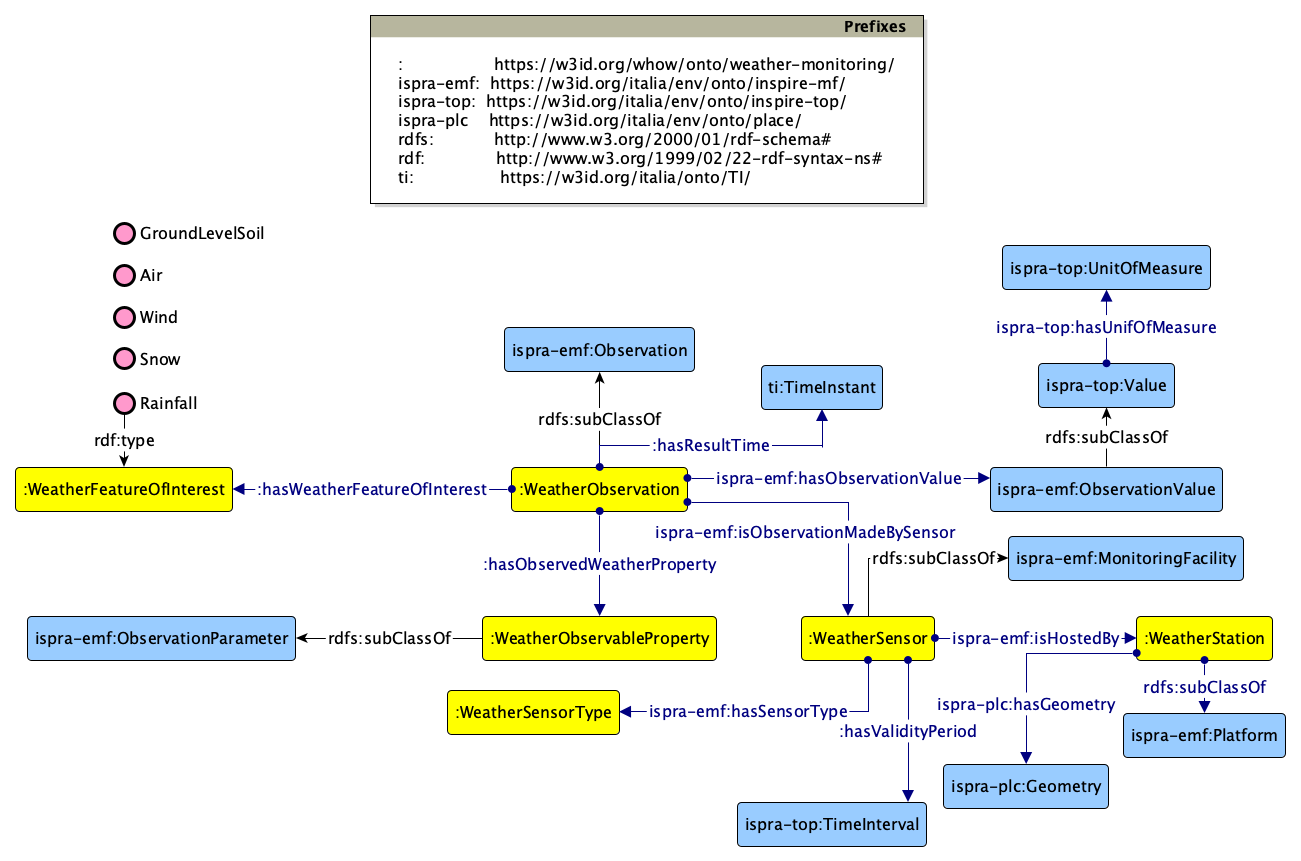 Prefixes
: https://w3id.org/whow/onto/weather-monitoring/
ispra-emf: https://w3id.org/italia/env/onto/inspire-mf/
ispra-top: https://w3id.org/italia/env/onto/inspire-top/
ispra-plc https://w3id.org/italia/env/onto/place/
rdfs: http://www.w3.org/2000/01/rdf-schema#
rdf: http://www.w3.org/1999/02/22-rdf-syntax-ns#
ti: https://w3id.org/italia/onto/TI/
GroundLevelSoil
Air
Wind
Snow
Rainfall
rdf:type
ispra-top:UnitOfMeasure
ispra-top:hasUnifOfMeasure
ispra-emf:Observation
ti:TimeInstant
ispra-top:Value
rdfs:subClassOf
:hasResultTime
rdfs:subClassOf
:WeatherFeatureOfInterest
:hasWeatherFeatureOfInterest
:WeatherObservation
ispra-emf:hasObservationValue
ispra-emf:ObservationValue
ispra-emf:isObservationMadeBySensor
:hasObservedWeatherProperty
rdfs:subClassOf
ispra-emf:MonitoringFacility
ispra-emf:ObservationParameter
rdfs:subClassOf
:WeatherObservableProperty
:WeatherSensor
ispra-emf:isHostedBy
:WeatherStation
rdfs:subClassOf
ispra-plc:hasGeometry
:WeatherSensorType
ispra-emf:hasSensorType
:hasValidityPeriod
ispra-emf:Platform
ispra-plc:Geometry
ispra-top:TimeInterval